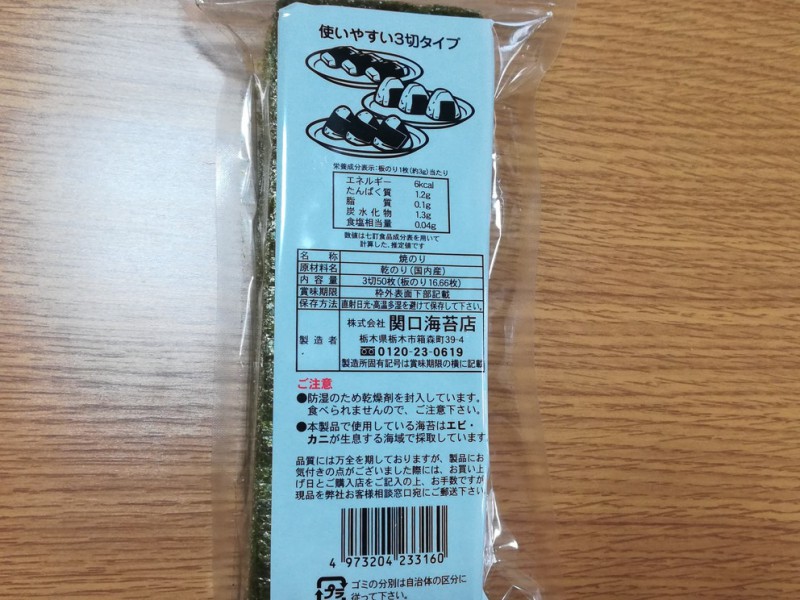 使いやすい3切タイプ
栄養成分表示:板のり1枚(約3g)当たり
エネルギー 6kcal
たんぱく質 1.2g
脂質 0.1g
炭水化物 1.3g
食塩相当量 0.04g
数値は七訂食品成分表を用いて
計算した、推定値です
名称 焼のり
原材料名 乾のり(国内産)
内容量 3切50枚(板のり16.66枚)
賞味期限 枠外表面下部記載
保存方法 直射日光・高温多湿を避けて保存して下さい。
製造者 株式会社 関口海苔店
栃木県栃木市箱森町39-4
0120-23-0619
製造所固有記号は賞味期限の横に記載
ご注意
●防湿のため乾燥剤を封入しています。
食べられませんので、ご注意下さい。
●本製品で使用している海苔はエビ・
カニが生息する海域で採取しています
品質には万全を期しておりますが、製品にお
気付きの点がございました際には、お買い上
げ日とご購入店をご記入の上、お手数ですが
現品を弊社お客様相談窓口宛にご郵送下さい
4 973204 233160
プラ
ゴミの分別は自治体の区分に
従って下さい。